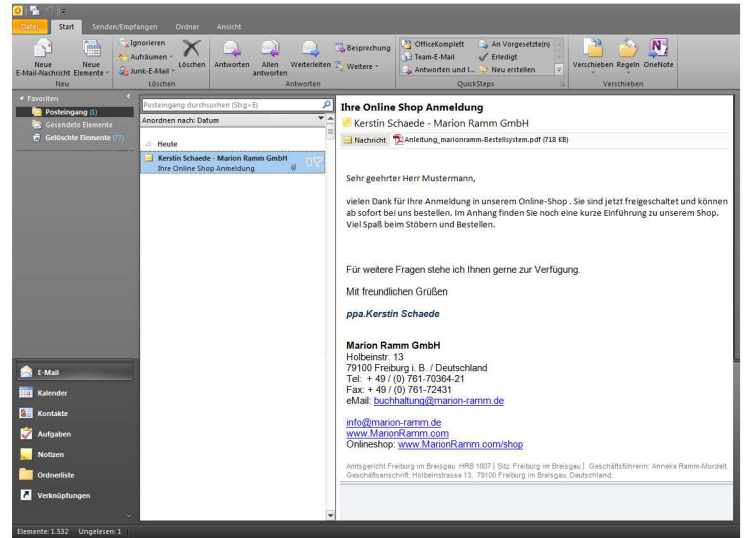 Datei Start Senden/Empfangen Ordner Ansicht
Neue E-Mail-Nachricht
Neue Elemente
Neu
Ignorieren
Aufräumen
Junk-E-Mail
Löschen
Löschen
Antworten
Allen antworten
Weiterleiten
Besprechung
Weitere
Antworten
OfficeKomplett
Team-E-Mail
Antworten und l...
An Vorgesetzte(n)
Erledigt
Neu erstellen
QuickSteps
Verschieben
Regeln
OneNote
Verschieben
Favoriten
Posteingang (1)
Gesendete Elemente
Gelöschte Elemente (77)
E-Mail
Kalender
Kontakte
Aufgaben
Notizen
Ordnerliste
Verknüpfungen
Posteingang durchsuchen (Strg+E)
Anordnen nach: Datum
Heute
Kerstin Schaede - Marion Ramm GmbH
Ihre Online Shop Anmeldung
Ihre Online Shop Anmeldung
Kerstin Schaede - Marion Ramm GmbH
Nachricht Anleitung_marionramm-Bestellsystem.pdf (718 KB)
Sehr geehrter Herr Mustermann,
vielen Dank für Ihre Anmeldung in unserem Online-Shop . Sie sind jetzt freigeschaltet und können
ab sofort bei uns bestellen. Im Anhang finden Sie noch eine kurze Einführung zu unserem Shop.
Viel Spaß beim Stöbern und Bestellen.
Für weitere Fragen stehe ich Ihnen gerne zur Verfügung.
Mit freundlichen Grüßen
ppa.Kerstin Schaede
Marion Ramm GmbH
Holbeinstr. 13
79100 Freiburg i. B. / Deutschland
Tel: + 49 / (0) 761-70364-21
Fax: + 49 / (0) 761-72431
eMail: buchhaltung@marion-ramm.de
info@marion-ramm.de
www.MarionRamm.com
Onlineshop: www.MarionRamm.com/shop
Amtsgericht Freiburg im Breisgau HRB 1607 | Sitz: Freiburg im Breisgau | Geschäftsführerin: Anneka Ramm-Mordelt.
Geschäftsanschrift: Holbeinstrasse 13, 79100 Freiburg im Breisgau, Deutschland.
Elemente: 1.532 Ungelesen: 1